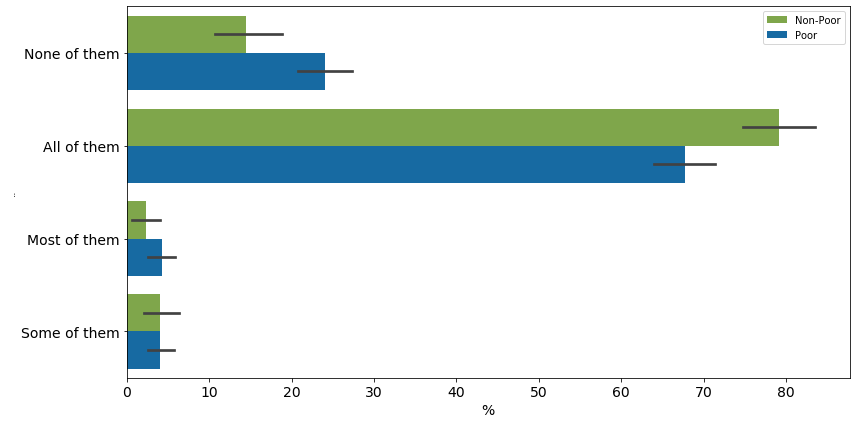 Non-Poor
Poor
None of them
All of them
Most of them
Some of them
0 10 20 30 40 50 60 70 80
%